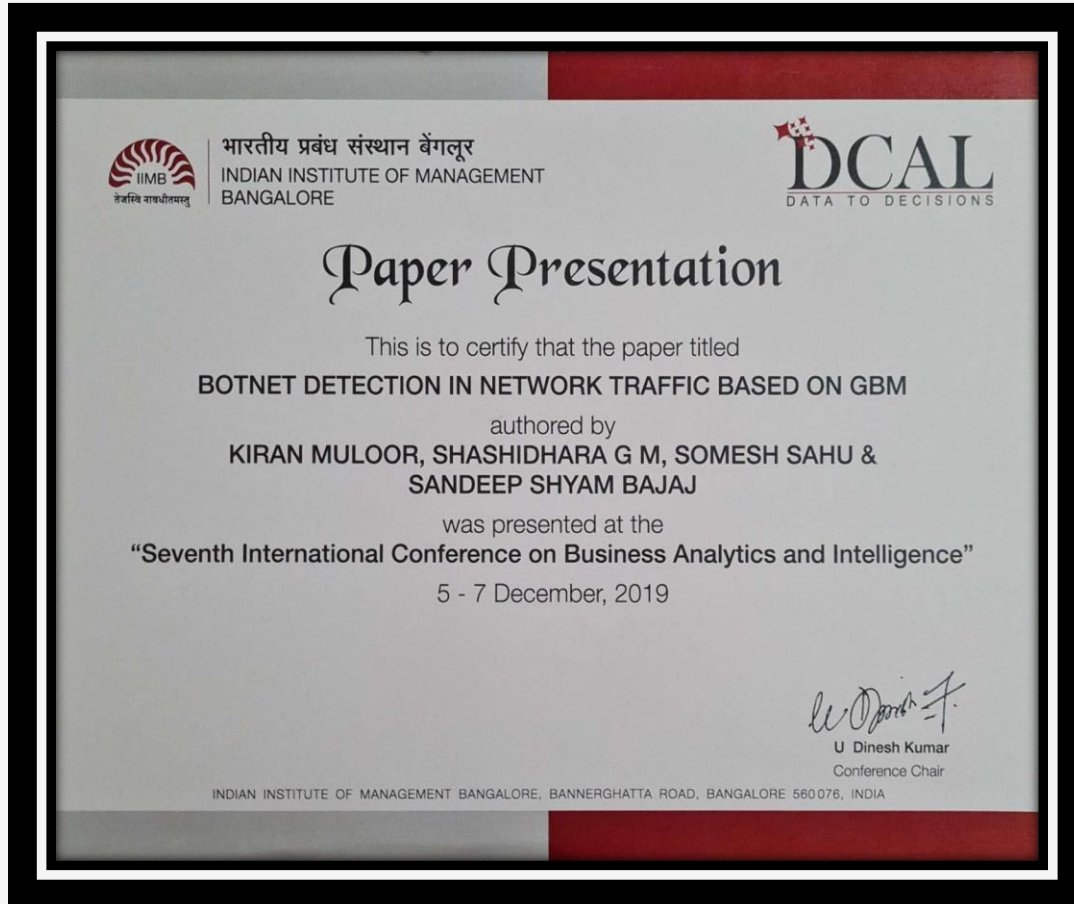 IIMB
तेजस्वि नावधीतमस्तु
भारतीय प्रबंध संस्थान बेंगलूर
INDIAN INSTITUTE OF MANAGEMENT
BANGALORE
DCAL
DATA TO DECISIONS
Paper Presentation
This is to certify that the paper titled
BOTNET DETECTION IN NETWORK TRAFFIC BASED ON GBM
authored by
KIRAN MULOOR, SHASHIDHARA G M, SOMESH SAHU &
SANDEEP SHYAM BAJAJ
was presented at the
“Seventh International Conference on Business Analytics and Intelligence”
5 - 7 December, 2019
U Dinesh Kumar
Conference Chair
INDIAN INSTITUTE OF MANAGEMENT BANGALORE, BANNERGHATTA ROAD, BANGALORE 560076, INDIA